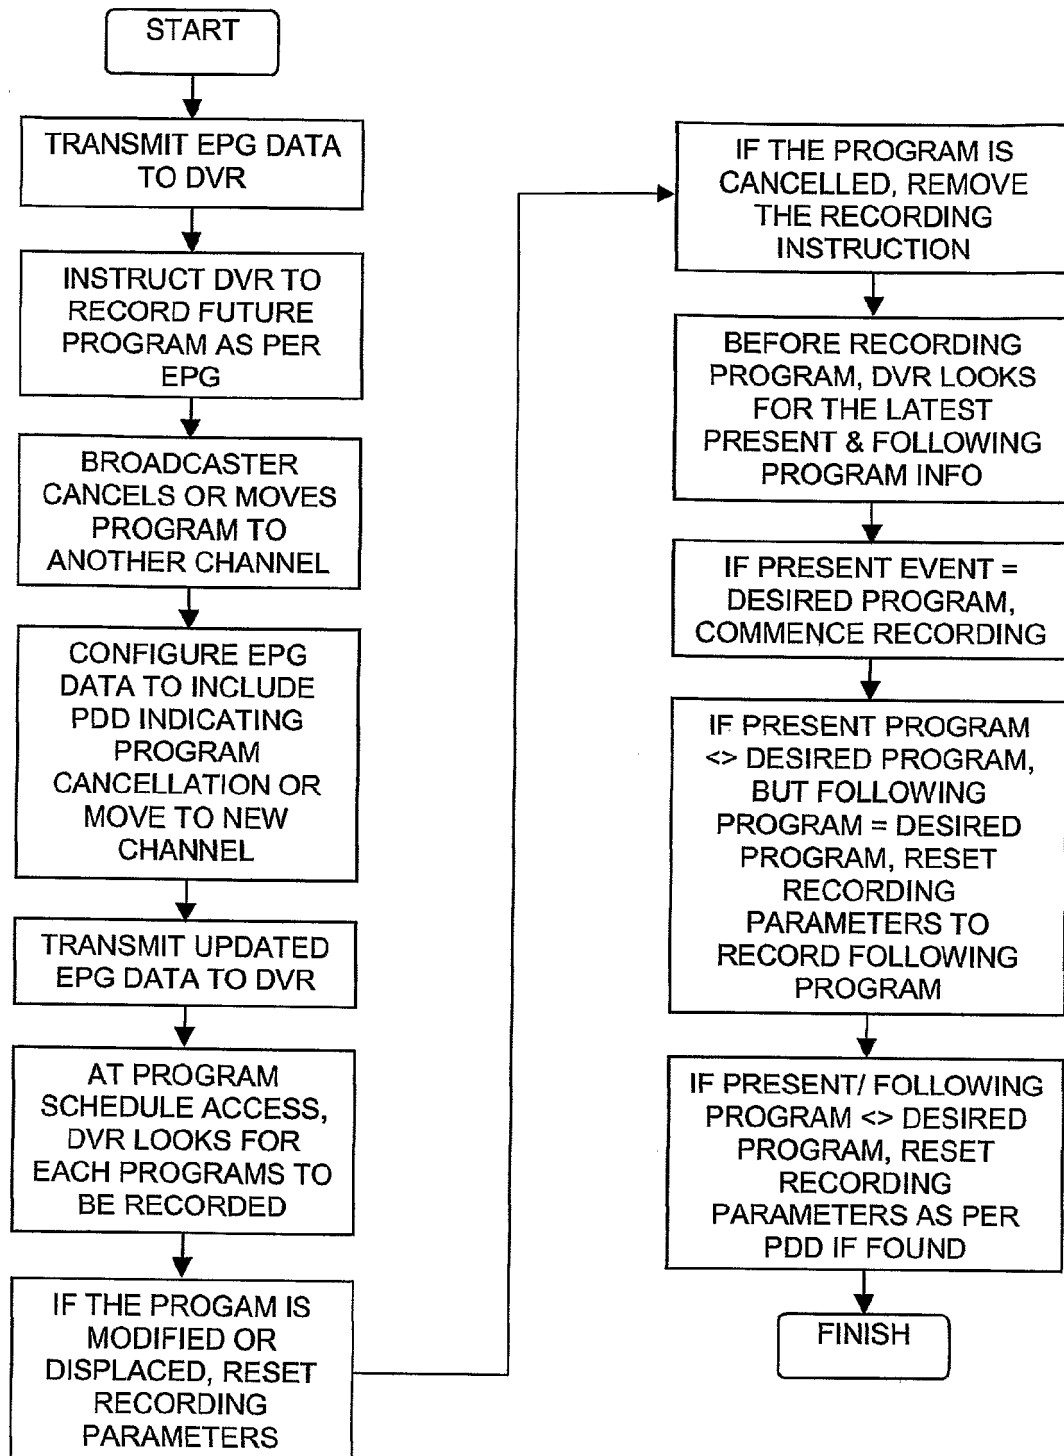 START
TRANSMIT EPG DATA
TO DVR
INSTRUCT DVR TO
RECORD FUTURE
PROGRAM AS PER
EPG
BROADCASTER
CANCELS OR MOVES
PROGRAM TO
ANOTHER CHANNEL
CONFIGURE EPG
DATA TO INCLUDE
PDD INDICATING
PROGRAM
CANCELLATION OR
MOVE TO NEW
CHANNEL
TRANSMIT UPDATED
EPG DATA TO DVR
AT PROGRAM
SCHEDULE ACCESS,
DVR LOOKS FOR
EACH PROGRAMS TO
BE RECORDED
IF THE PROGAM IS
MODIFIED OR
DISPLACED, RESET
RECORDING
PARAMETERS
IF THE PROGRAM IS
CANCELLED, REMOVE
THE RECORDING
INSTRUCTION
BEFORE RECORDING
PROGRAM, DVR LOOKS
FOR THE LATEST
PRESENT & FOLLOWING
PROGRAM INFO
IF PRESENT EVENT =
DESIRED PROGRAM,
COMMENCE RECORDING
IF PRESENT PROGRAM
<> DESIRED PROGRAM,
BUT FOLLOWING
PROGRAM = DESIRED
PROGRAM, RESET
RECORDING
PARAMETERS TO
RECORD FOLLOWING
PROGRAM
IF PRESENT/ FOLLOWING
PROGRAM <> DESIRED
PROGRAM, RESET
RECORDING
PARAMETERS AS PER
PDD IF FOUND
FINISH